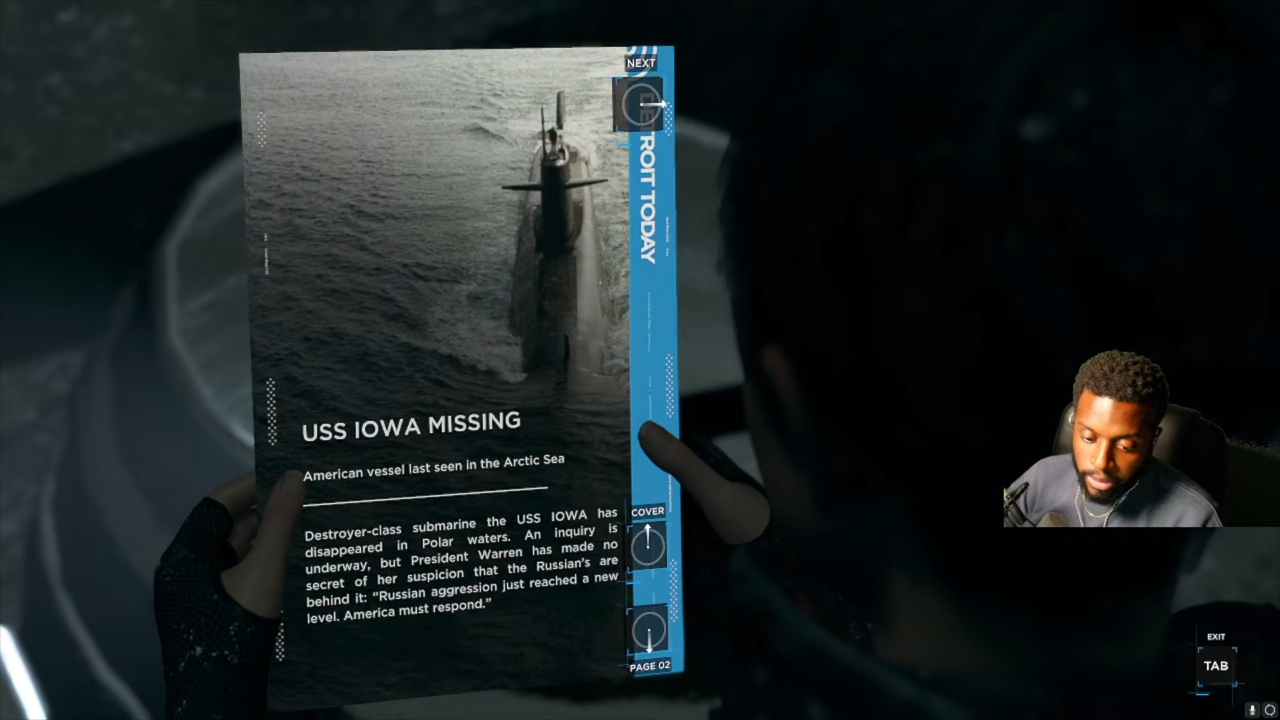 NEXT
ROIT TODAY
USS IOWA MISSING
American vessel last seen in the Arctic Sea
Destroyer-class submarine the USS IOWA has
disappeared in Polar waters. An inquiry is
underway, but President Warren has made no
secret of her suspicion that the Russian's are
behind it: “Russian aggression just reached a new
level. America must respond.”
COVER
PAGE 02
EXIT
TAB